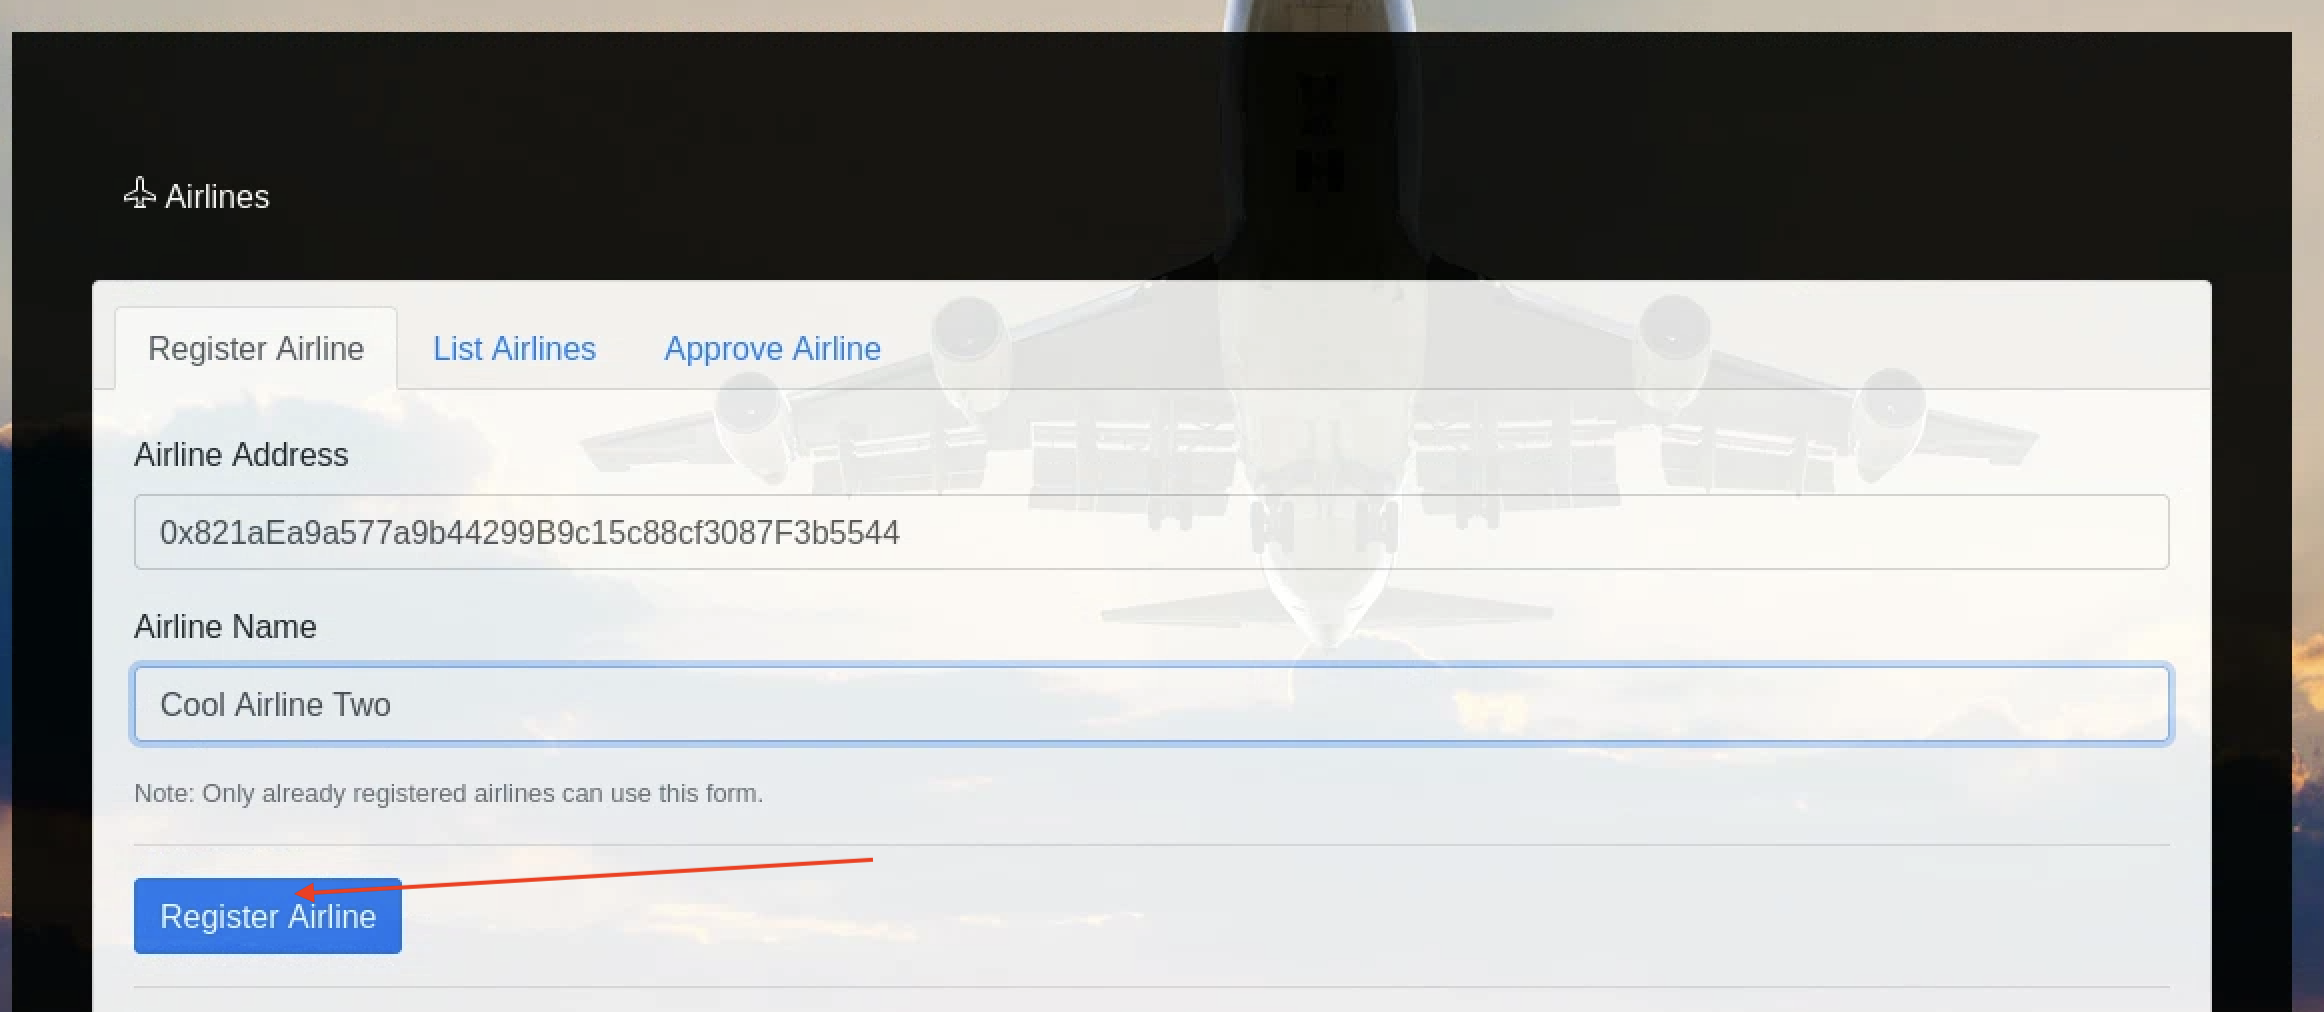 Airlines
Register Airline List Airlines Approve Airline
Airline Address
0x821aEa9a577a9b44299B9c15c88cf3087F3b5544
Airline Name
Cool Airline Two
Note: Only already registered airlines can use this form.
Register Airline